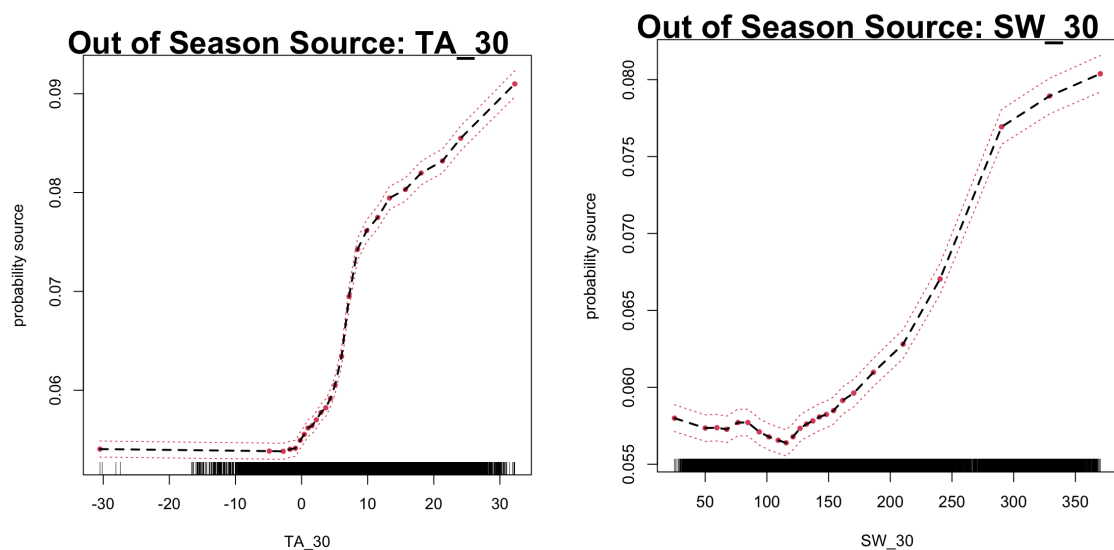 Out of Season Source: TA_30
probability source
0.09
0.08
0.07
0.06
-30 -20 -10 0 10 20 30
TA_30
Out of Season Source: SW_30
probability source
0.080
0.075
0.070
0.065
0.060
0.055
50 100 150 200 250 300 350
SW_30